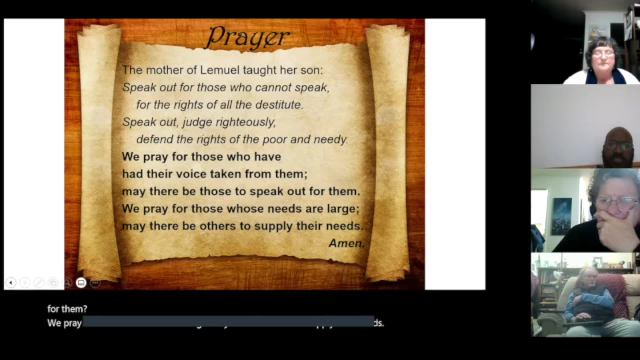 Prayer
The mother of Lemuel taught her son:
Speak out for those who cannot speak,
for the rights of all the destitute.
Speak out, judge righteously,
defend the rights of the poor and needy
We pray for those who have
had their voice taken from them;
may there be those to speak out for them.
We pray for those whose needs are large;
may there be others to supply their needs.
Amen.
for them?
We pray